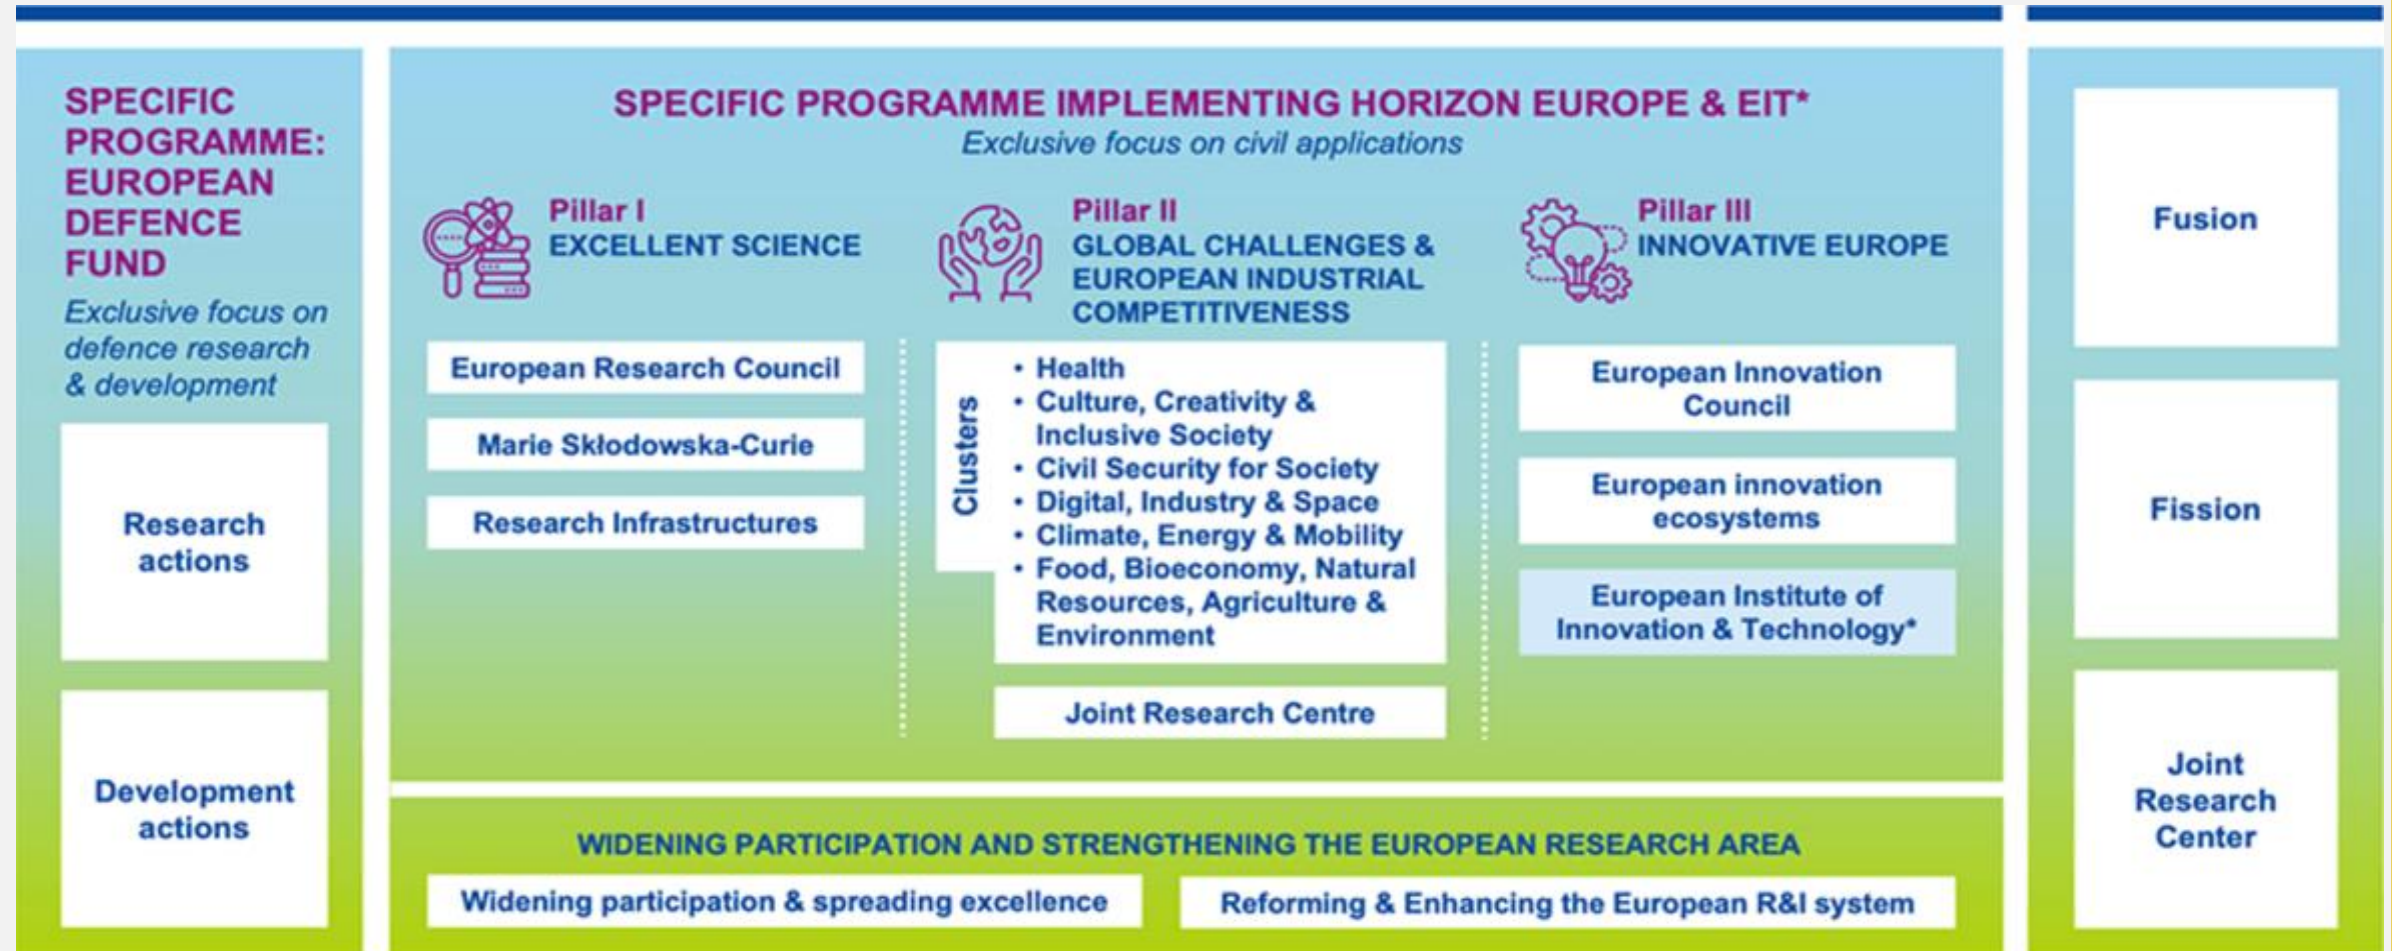 SPECIFIC
PROGRAMME:
EUROPEAN
DEFENCE
FUND
Exclusive focus on
defence research
& development
Research
actions
Development
actions
SPECIFIC PROGRAMME IMPLEMENTING HORIZON EUROPE & EIT*
Exclusive focus on civil applications
Pillar I
EXCELLENT SCIENCE
European Research Council
Marie Skłodowska-Curie
Research Infrastructures
Pillar II
GLOBAL CHALLENGES &
EUROPEAN INDUSTRIAL
COMPETITIVENESS
Clusters
• Health
• Culture, Creativity &
Inclusive Society
• Civil Security for Society
• Digital, Industry & Space
• Climate, Energy & Mobility
• Food, Bioeconomy, Natural
Resources, Agriculture &
Environment
Joint Research Centre
Pillar III
INNOVATIVE EUROPE
European Innovation
Council
European innovation
ecosystems
European Institute of
Innovation & Technology*
WIDENING PARTICIPATION AND STRENGTHENING THE EUROPEAN RESEARCH AREA
Widening participation & spreading excellence
Reforming & Enhancing the European R&I system
Fusion
Fission
Joint
Research
Center